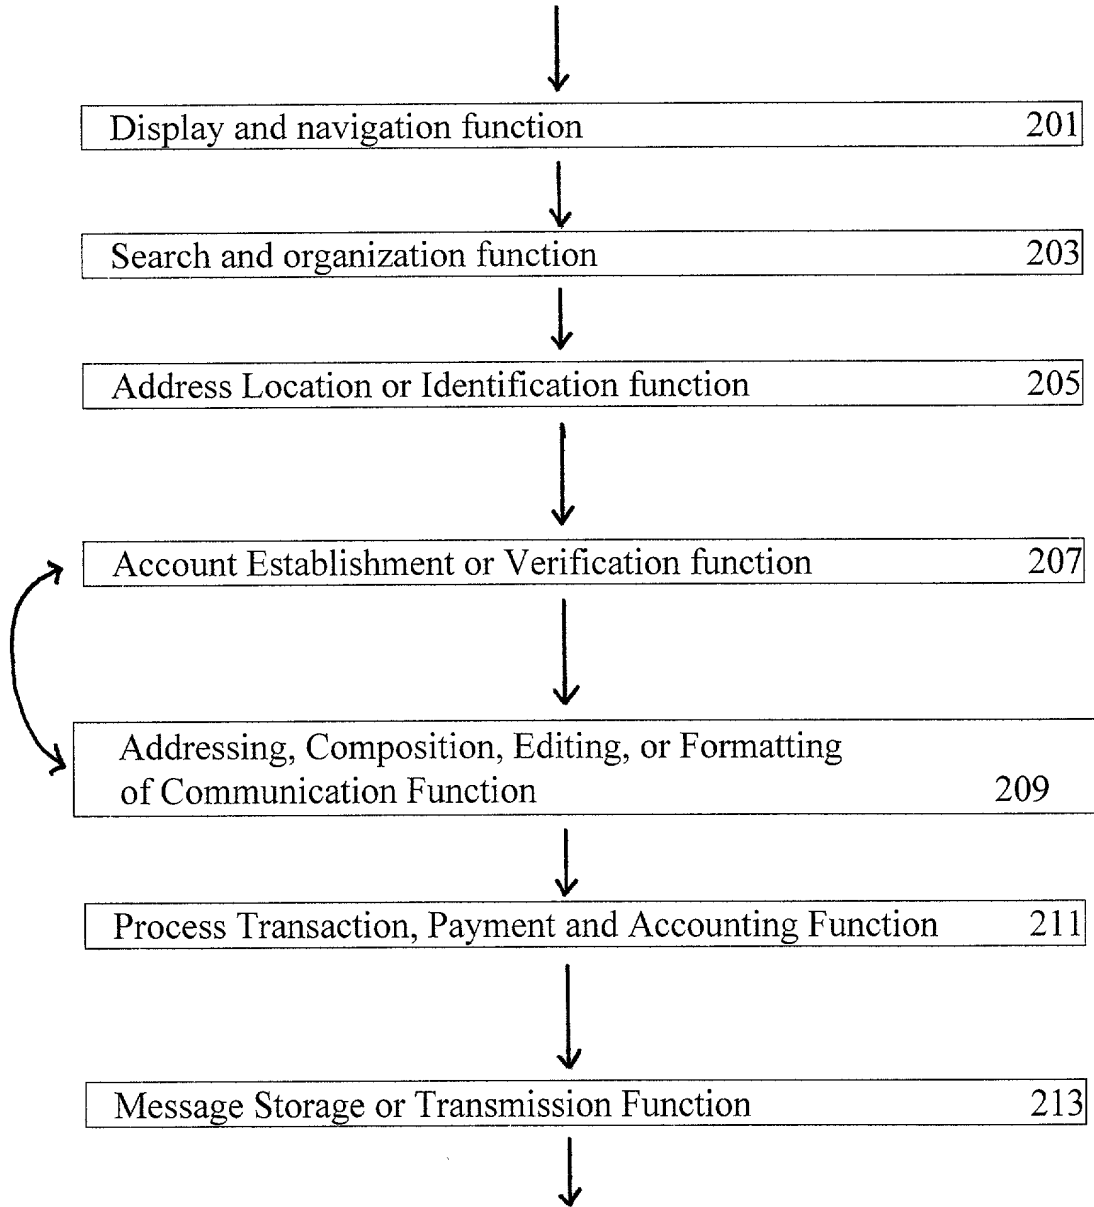 Display and navigation function 201
Search and organization function 203
Address Location or Identification function 205
Account Establishment or Verification function 207
Addressing, Composition, Editing, or Formatting
of Communication Function 209
Process Transaction, Payment and Accounting Function 211
Message Storage or Transmission Function 213